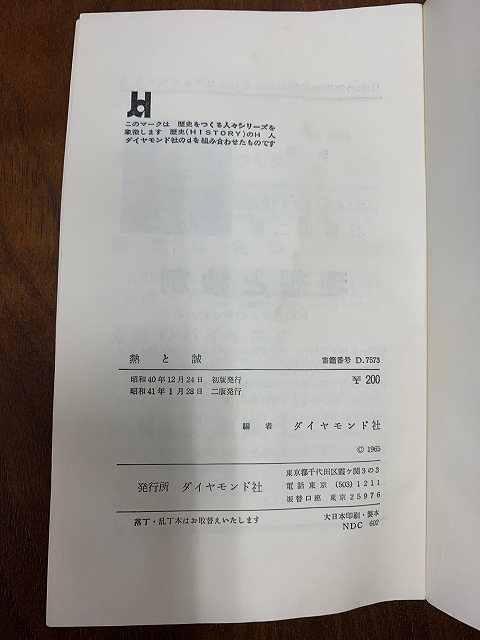 このマークは 歴史をつくる人々シリーズを
象徴します 歴史(HISTORY)のH 人
ダイヤモンド社のdを組み合わせたものです
熱と誠 書籍番号 D.7573
昭和40年12月24日 初版発行 ￥200
昭和41年1月28日 二版発行
編者 ダイヤモンド社
© 1965
発行所 ダイヤモンド社
東京都千代田区霞ヶ関3の3
電話東京 (503) 1211
振替口座 東京25976
落丁・乱丁本はお取替えいたします
大日本印刷・製本
NDC 602